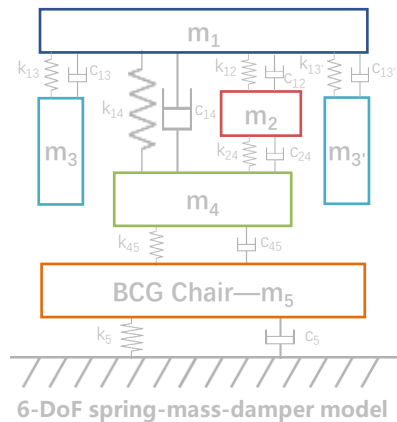 m1
k13 c13 k14 c14 k12 c12 k13' c13'
m3 m2 m3'
k24 c24
m4
k45 c45
BCG Chair—m5
k5 c5
6-DoF spring-mass-damper model